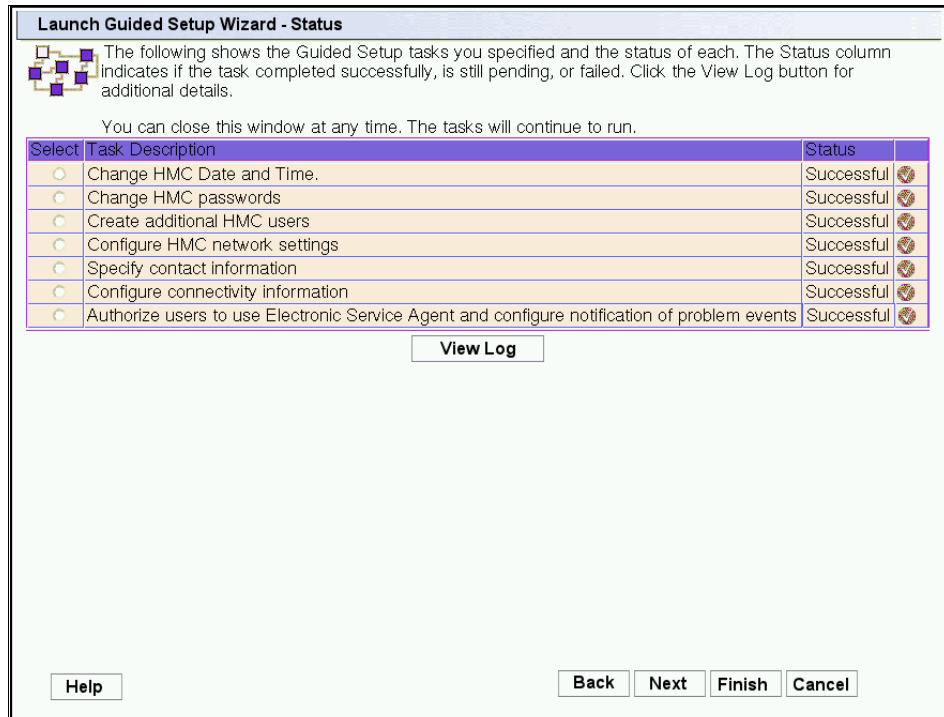 Launch Guided Setup Wizard - Status
The following shows the Guided Setup tasks you specified and the status of each. The Status column
indicates if the task completed successfully, is still pending, or failed. Click the View Log button for
additional details.
You can close this window at any time. The tasks will continue to run.
Select Task Description Status
Change HMC Date and Time. Successful
Change HMC passwords Successful
Create additional HMC users Successful
Configure HMC network settings Successful
Specify contact information Successful
Configure connectivity information Successful
Authorize users to use Electronic Service Agent and configure notification of problem events Successful
View Log
Help Back Next Finish Cancel